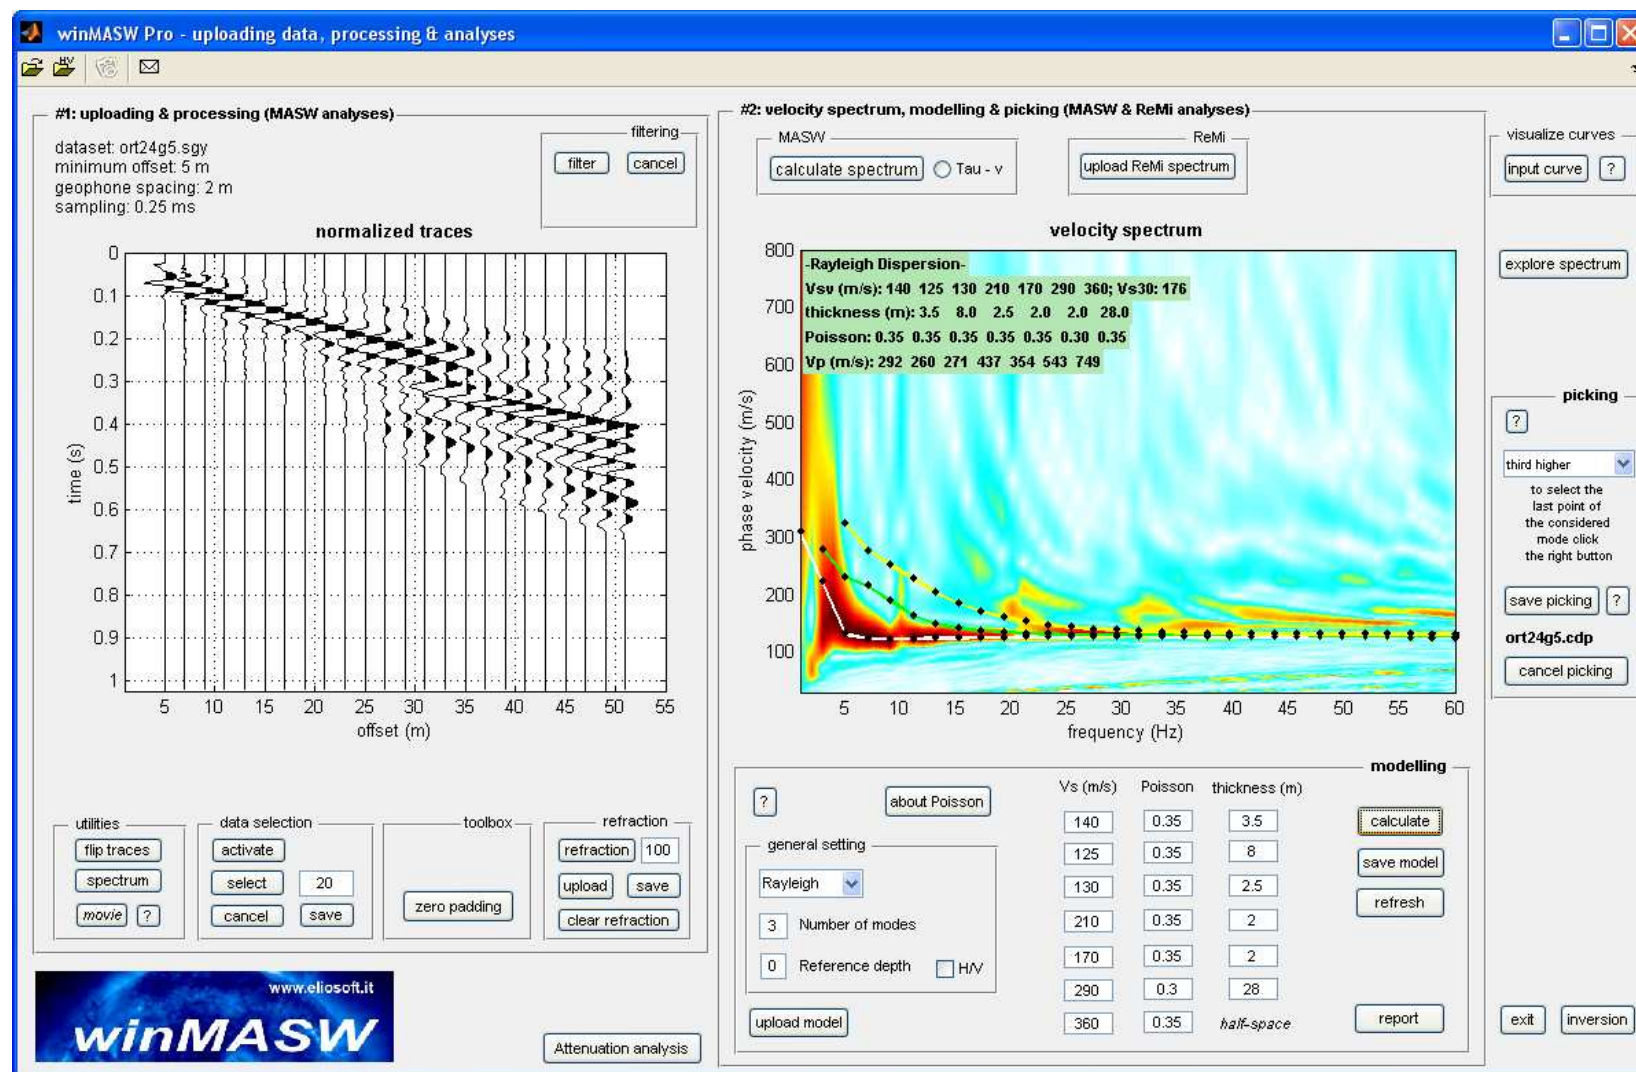 winMASW Pro - uploading data, processing & analyses
HV
#1: uploading & processing (MASW analyses)
dataset: ort24g5.sgy
minimum offset: 5 m
geophone spacing: 2 m
sampling: 0.25 ms
filtering
filter cancel
normalized traces
0
0.1
0.2
0.3
0.4
0.5
0.6
0.7
0.8
0.9
1
time (s)
5 10 15 20 25 30 35 40 45 50 55
offset (m)
utilities
flip traces
spectrum
movie ?
data selection
activate
select 20
cancel save
toolbox
zero padding
refraction
refraction 100
upload save
clear refraction
www.eliosoft.it
winMASW
Attenuation analysis
#2: velocity spectrum, modelling & picking (MASW & ReMi analyses)
MASW
calculate spectrum Tau - v
ReMi
upload ReMi spectrum
velocity spectrum
-Rayleigh Dispersion-
Vsv (m/s): 140 125 130 210 170 290 360; Vs30: 176
thickness (m): 3.5 8.0 2.5 2.0 2.0 28.0
Poisson: 0.35 0.35 0.35 0.35 0.35 0.30 0.35
Vp (m/s): 292 260 271 437 354 543 749
800
700
600
500
400
300
200
100
phase velocity (m/s)
5 10 15 20 25 30 35 40 45 50 55 60
frequency (Hz)
modelling
? about Poisson
general setting
Rayleigh
3 Number of modes
0 Reference depth H/V
upload model
Vs (m/s) Poisson thickness (m)
140 0.35 3.5
125 0.35 8
130 0.35 2.5
210 0.35 2
170 0.35 2
290 0.3 28
360 0.35 half-space
calculate
save model
refresh
report
visualize curves
input curve ?
explore spectrum
picking
?
third higher
to select the
last point of
the considered
mode click
the right button
save picking ?
ort24g5.cdp
cancel picking
exit inversion